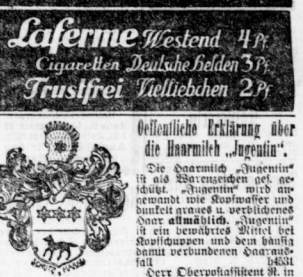 Laferme Westend 4 Pf.
Cigaretten Deutsche Helden 3 Pf.
Trustfrei Vielliebchen 2 Pf.
Oeffentliche Erklärung über
die Haarmilch „Jugentin".
Die Haarmilch „Jugentin"
ist als Warenzeichen ges. ge-
schützt. „Jugentin" wird an-
gewandt wie Kopfwasser und
dunkelt graues u. verblichenes
Haar allmählich. „Jugentin"
ist ein bewährtes Mittel bei
Kopfschuppen und dem häufig
damit verbundenen Haaraus-
fall b4531
Herr Oberpostassistent R. in